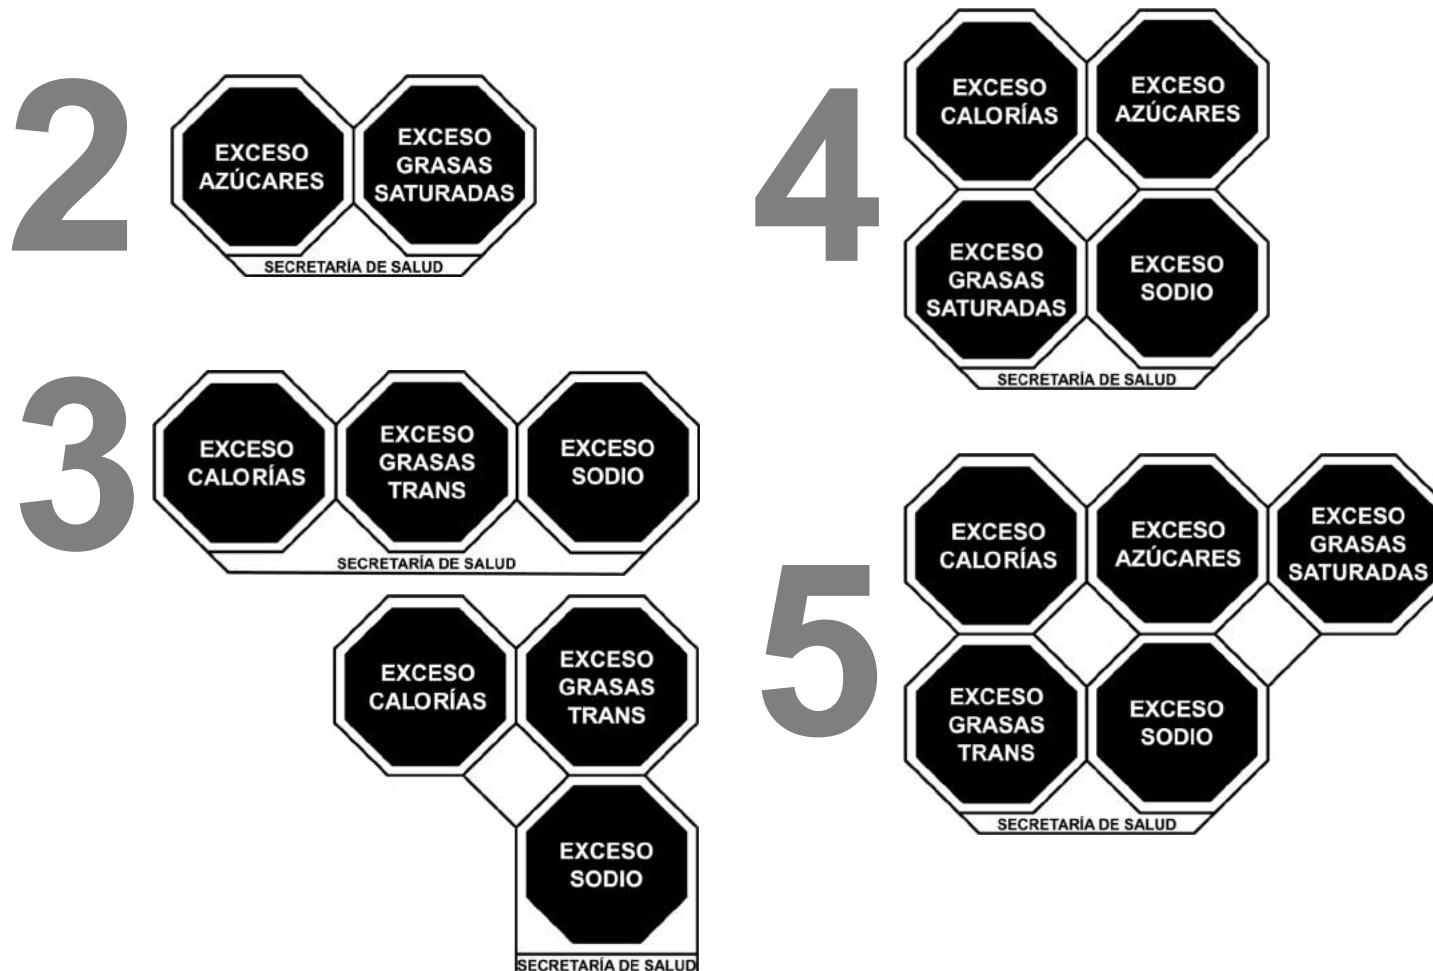 2
EXCESO
AZÚCARES
EXCESO
GRASAS
SATURADAS
SECRETARÍA DE SALUD
3
EXCESO
CALORÍAS
EXCESO
GRASAS
TRANS
EXCESO
SODIO
SECRETARÍA DE SALUD
EXCESO
CALORÍAS
EXCESO
GRASAS
TRANS
EXCESO
SODIO
SECRETARÍA DE SALUD
4
EXCESO
CALORÍAS
EXCESO
AZÚCARES
EXCESO
GRASAS
SATURADAS
EXCESO
SODIO
SECRETARÍA DE SALUD
5
EXCESO
CALORÍAS
EXCESO
AZÚCARES
EXCESO
GRASAS
SATURADAS
EXCESO
GRASAS
TRANS
EXCESO
SODIO
SECRETARÍA DE SALUD